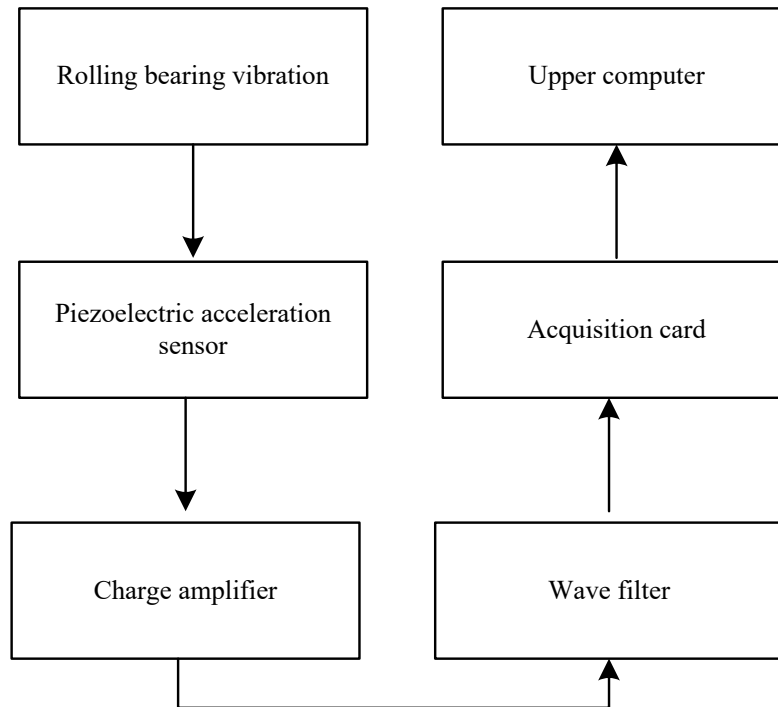 Rolling bearing vibration
Piezoelectric acceleration
sensor
Charge amplifier
Wave filter
Acquisition card
Upper computer